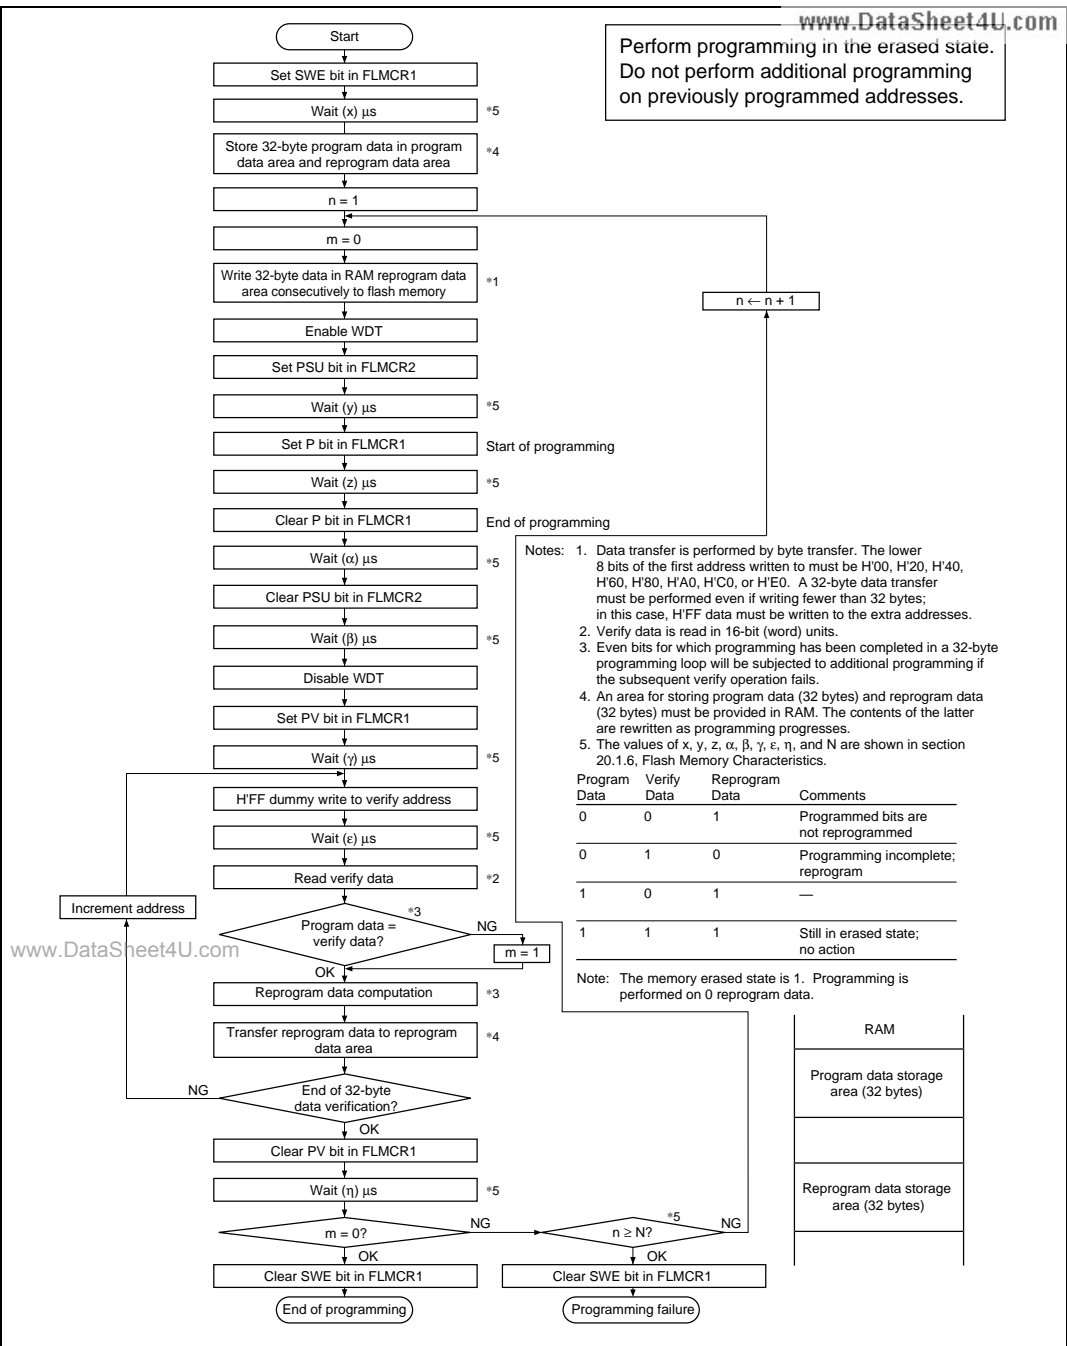 www.DataSheet4U.com
Perform programming in the erased state.
Do not perform additional programming
on previously programmed addresses.
Start
Set SWE bit in FLMCR1
Wait (x) μs
*5
Store 32-byte program data in program
data area and reprogram data area
*4
n = 1
m = 0
Write 32-byte data in RAM reprogram data
area consecutively to flash memory
*1
n ← n + 1
Enable WDT
Set PSU bit in FLMCR2
Wait (y) μs
*5
Set P bit in FLMCR1
Start of programming
Wait (z) μs
*5
Clear P bit in FLMCR1
End of programming
Wait (α) μs
*5
Clear PSU bit in FLMCR2
Wait (β) μs
*5
Disable WDT
Set PV bit in FLMCR1
Wait (γ) μs
*5
H'FF dummy write to verify address
Wait (ε) μs
*5
Read verify data
*2
Increment address
*3
Program data =
verify data?
NG
m = 1
OK
www.DataSheet4U.com
Reprogram data computation
*3
Transfer reprogram data to reprogram
data area
*4
NG
End of 32-byte
data verification?
OK
Clear PV bit in FLMCR1
Wait (η) μs
*5
m = 0?
NG
*5
n ≥ N?
NG
OK
OK
Clear SWE bit in FLMCR1
Clear SWE bit in FLMCR1
End of programming
Programming failure
Notes: 1. Data transfer is performed by byte transfer. The lower
8 bits of the first address written to must be H'00, H'20, H'40,
H'60, H'80, H'A0, H'C0, or H'E0. A 32-byte data transfer
must be performed even if writing fewer than 32 bytes;
in this case, H'FF data must be written to the extra addresses.
2. Verify data is read in 16-bit (word) units.
3. Even bits for which programming has been completed in a 32-byte
programming loop will be subjected to additional programming if
the subsequent verify operation fails.
4. An area for storing program data (32 bytes) and reprogram data
(32 bytes) must be provided in RAM. The contents of the latter
are rewritten as programming progresses.
5. The values of x, y, z, α, β, γ, ε, η, and N are shown in section
20.1.6, Flash Memory Characteristics.
Program Verify Reprogram
Data Data Data Comments
0 0 1 Programmed bits are
not reprogrammed
0 1 0 Programming incomplete;
reprogram
1 0 1 —
1 1 1 Still in erased state;
no action
Note: The memory erased state is 1. Programming is
performed on 0 reprogram data.
RAM
Program data storage
area (32 bytes)
Reprogram data storage
area (32 bytes)